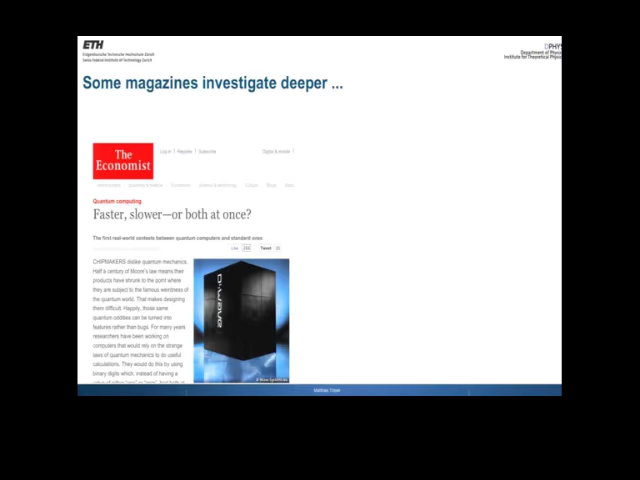 ETH
Eidgenössische Technische Hochschule Zürich
Swiss Federal Institute of Technology Zurich
PHYS
Department of Physic
Institute for Theoretical Physi
Some magazines investigate deeper ...
The
Economist
Log in Register Subscribe
Digital & mobile
Quantum computing
Faster, slower—or both at once?
The first real-world contests between quantum computers and standard ones
Like
Tweet
CHIPMAKERS dislike quantum mechanics.
Half a century of Moore's law means their
products have shrunk to the point where
they are subject to the famous weirdness of
the quantum world. That makes designing
them difficult. Happily, those same
quantum oddities can be turned into
features rather than bugs. For many years
researchers have been working on
computers that would rely on the strange
laws of quantum mechanics to do useful
calculations. They would do this by using
binary digits which, instead of having a
D:WAVE
Matthias Troyer